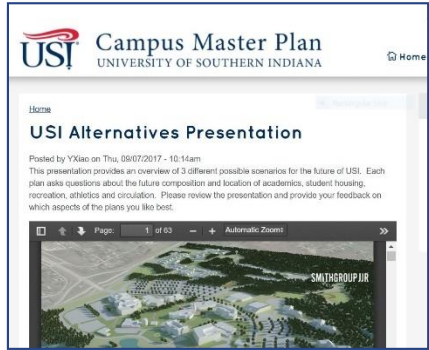 USI
Campus Master Plan
UNIVERSITY OF SOUTHERN INDIANA
Home
Home
USI Alternatives Presentation
Posted by YXiao on Thu, 09/07/2017 - 10:14am
This presentation provides an overview of 3 different possible scenarios for the future of USI. Each
plan asks questions about the future composition and location of academics, student housing,
recreation, athletics and circulation. Please review the presentation and provide your feedback on
which aspects of the plans you like best.
Page: 1 of 63 − + Automatic Zoom
SMITHGROUPJJR